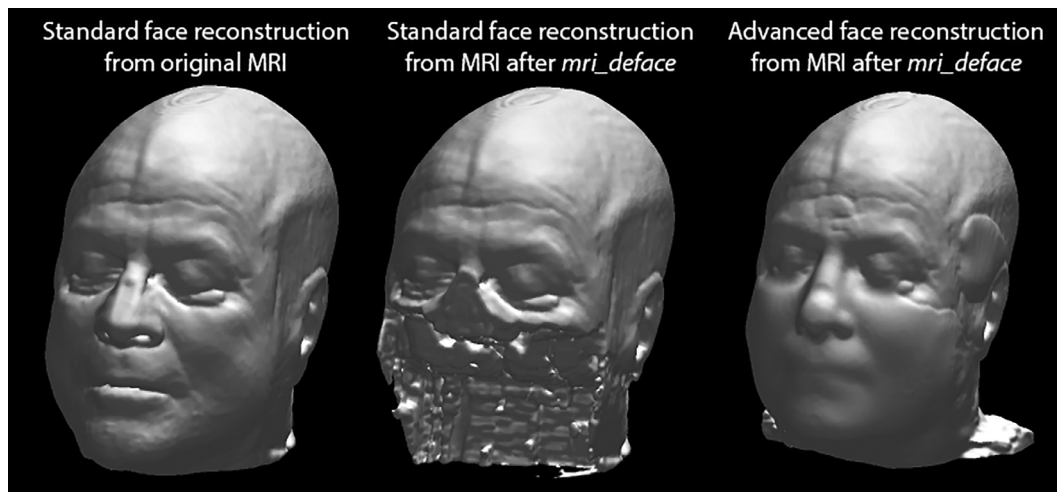 Standard face reconstruction
from original MRI
Standard face reconstruction
from MRI after mri_deface
Advanced face reconstruction
from MRI after mri_deface